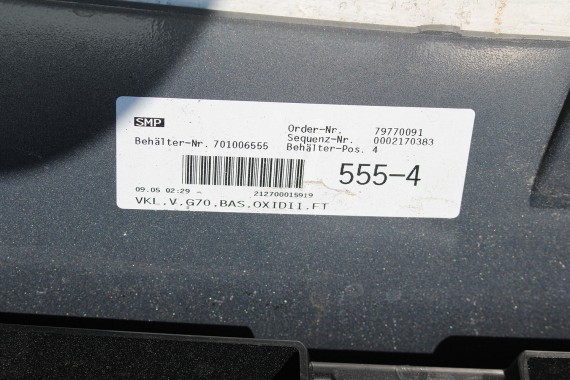 SMP
Order-Nr. 79770091
Sequenz-Nr. 0002170383
Behälter-Nr. 701006555 Behälter-Pos. 4
555-4
09.05 02:29 - 212700015919
VKL.V.G70.BAS.OXIDII.FT